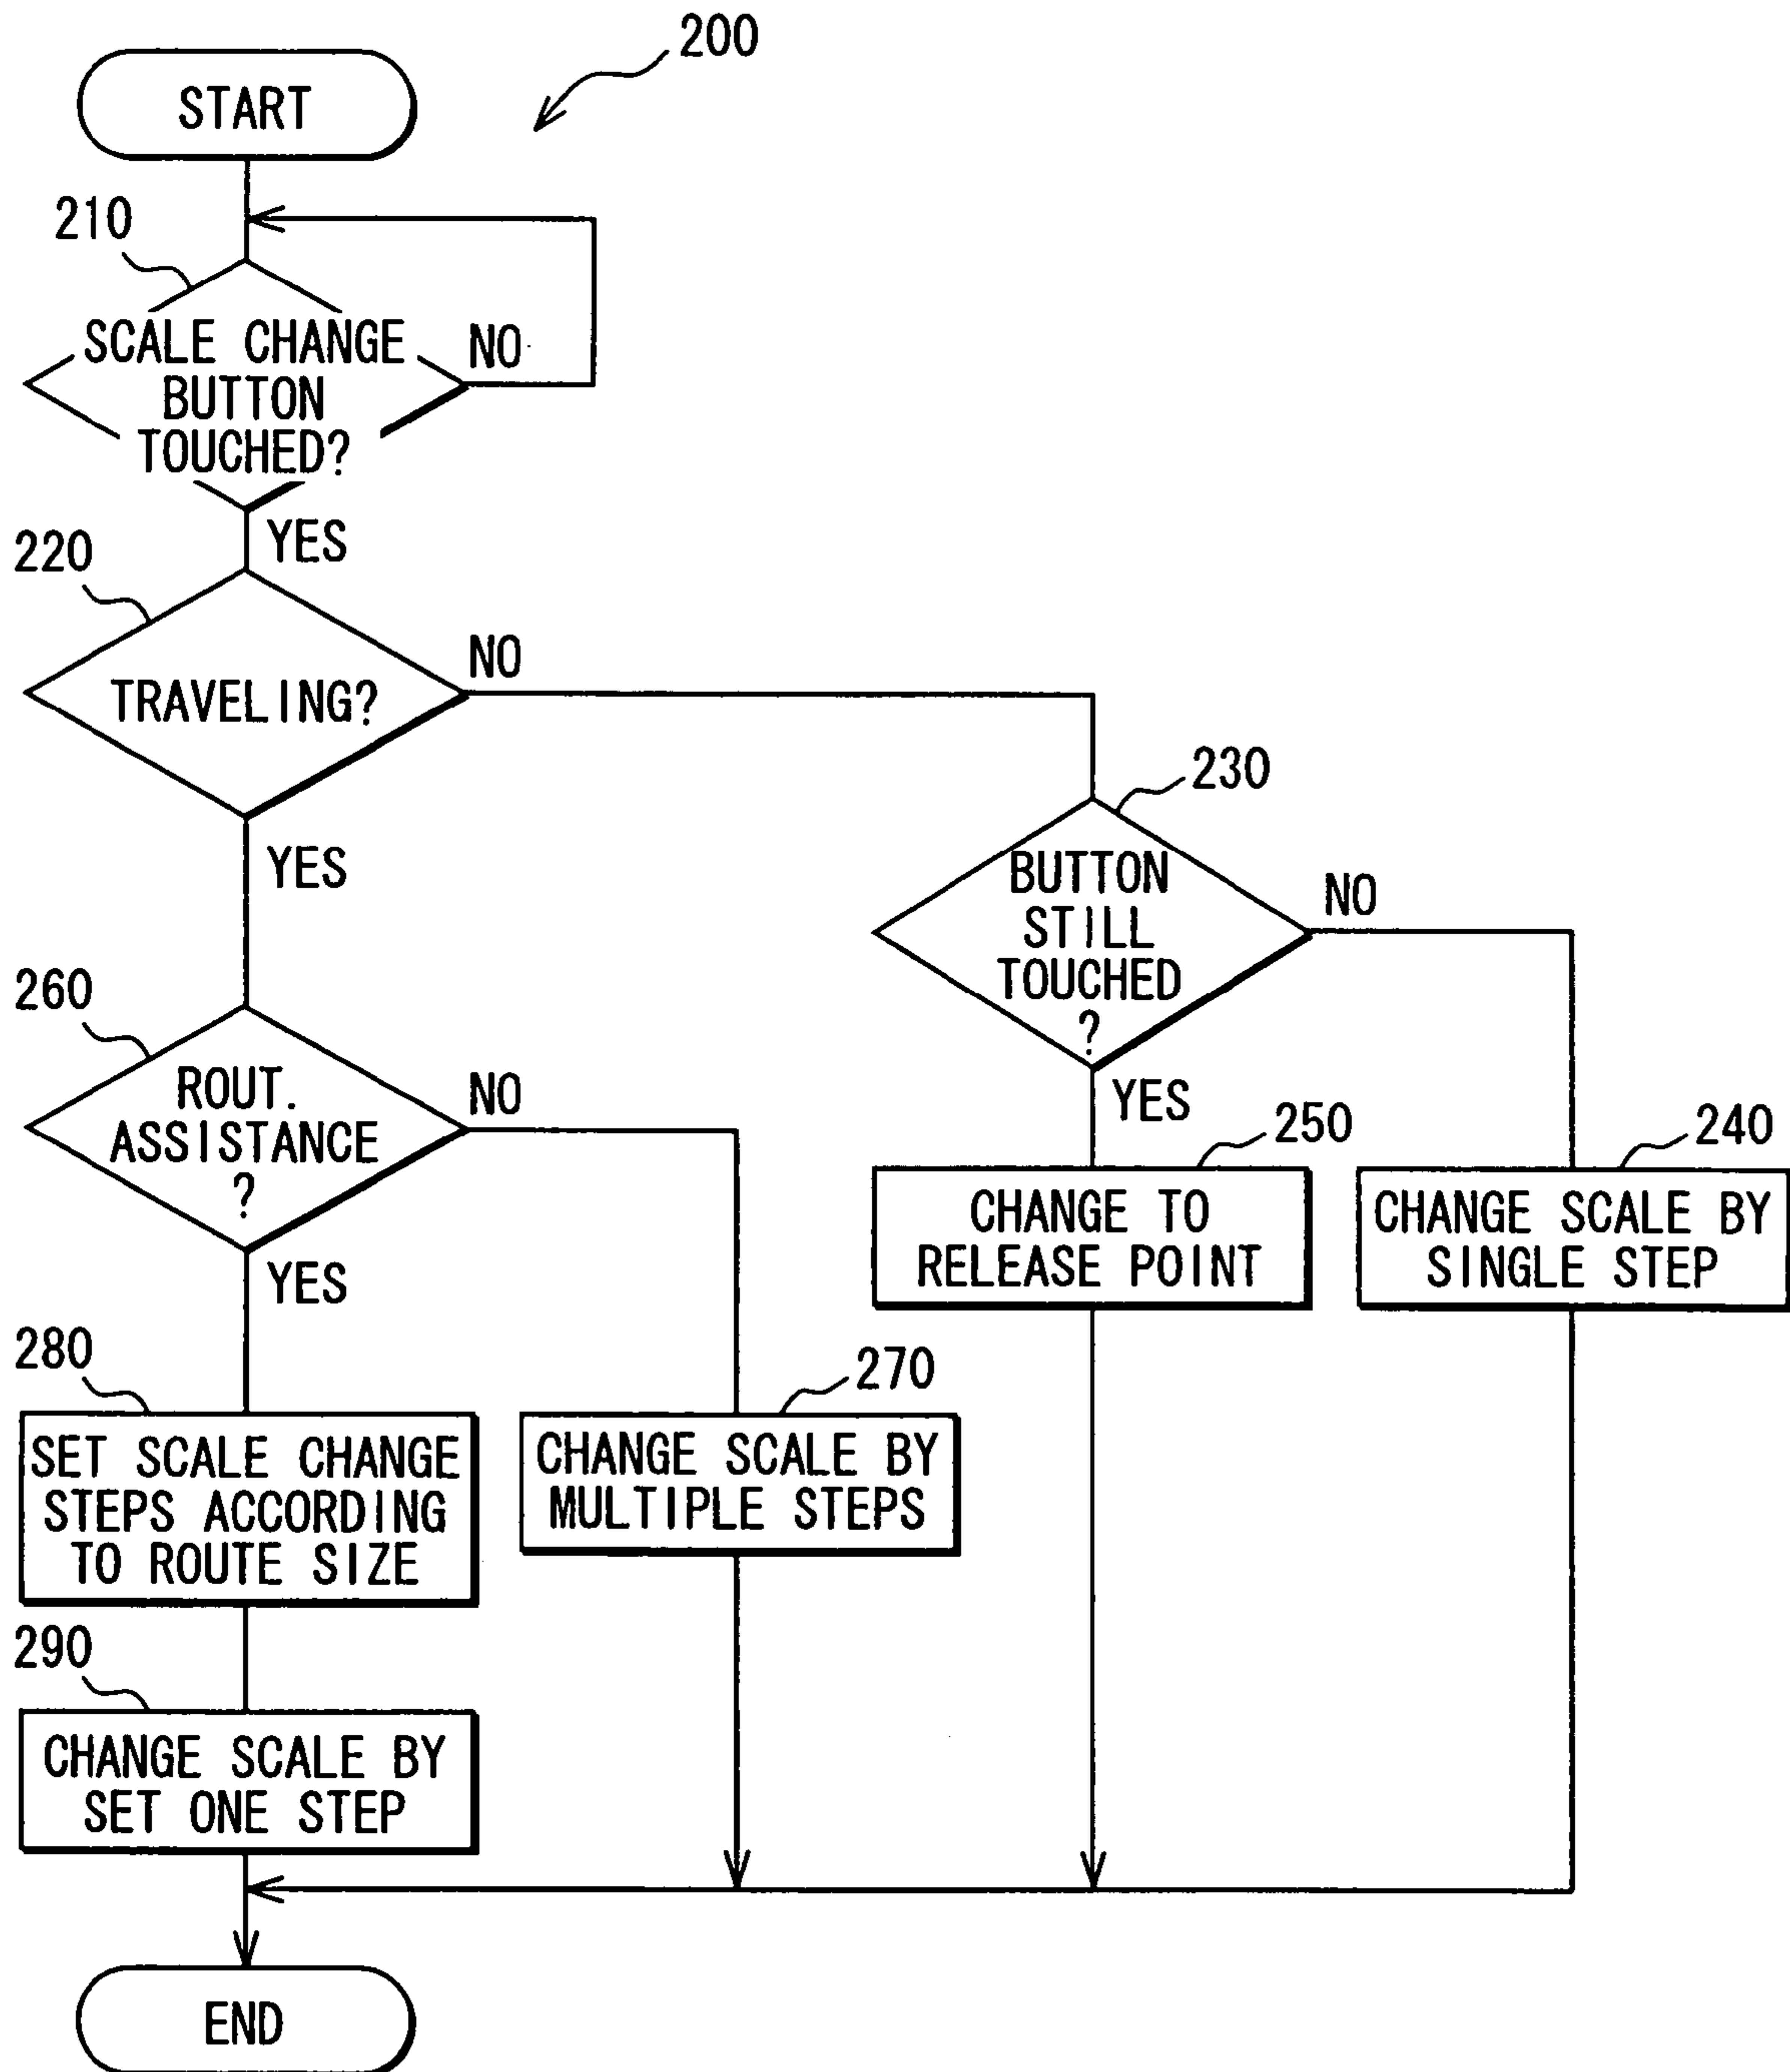 200
START
210
SCALE CHANGE
BUTTON
TOUCHED?
NO
YES
220
TRAVELING?
NO
YES
230
BUTTON
STILL
TOUCHED
?
NO
YES
260
ROUT.
ASSISTANCE
?
NO
YES
250
CHANGE TO
RELEASE POINT
240
CHANGE SCALE BY
SINGLE STEP
280
SET SCALE CHANGE
STEPS ACCORDING
TO ROUTE SIZE
270
CHANGE SCALE BY
MULTIPLE STEPS
290
CHANGE SCALE BY
SET ONE STEP
END